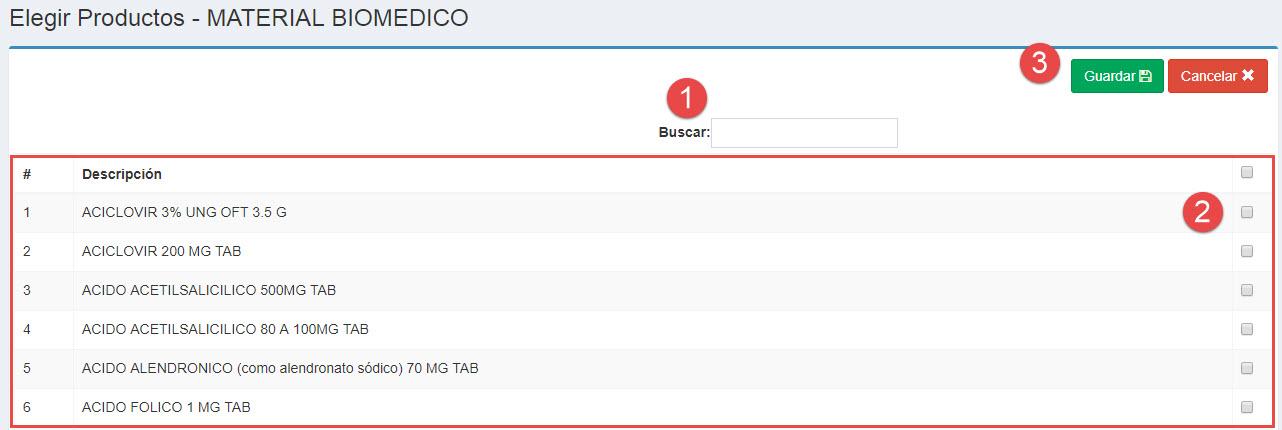 Elegir Productos - MATERIAL BIOMEDICO
3 Guardar Cancelar
1
Buscar:
# Descripción
1 ACICLOVIR 3% UNG OFT 3.5 G 2
2 ACICLOVIR 200 MG TAB
3 ACIDO ACETILSALICILICO 500MG TAB
4 ACIDO ACETILSALICILICO 80 A 100MG TAB
5 ACIDO ALENDRONICO (como alendronato sódico) 70 MG TAB
6 ACIDO FOLICO 1 MG TAB